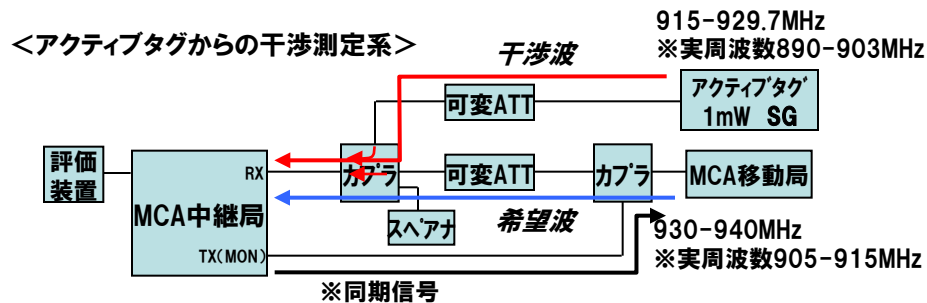 ＜アクティブタグからの干渉測定系＞
915-929.7MHz
※実周波数890-903MHz
干渉波
アクティブタグ
1mW SG
可変ATT
評価
装置
RX
MCA中継局
TX(MON)
カプラ
可変ATT
カプラ
MCA移動局
スペアナ
希望波
930-940MHz
※実周波数905-915MHz
※同期信号